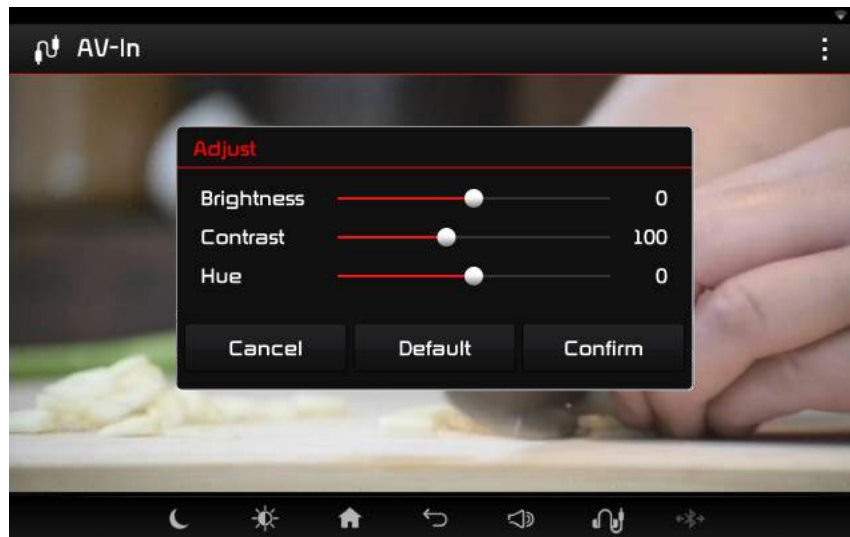 AV-In
Adjust
Brightness 0
Contrast 100
Hue 0
Cancel Default Confirm